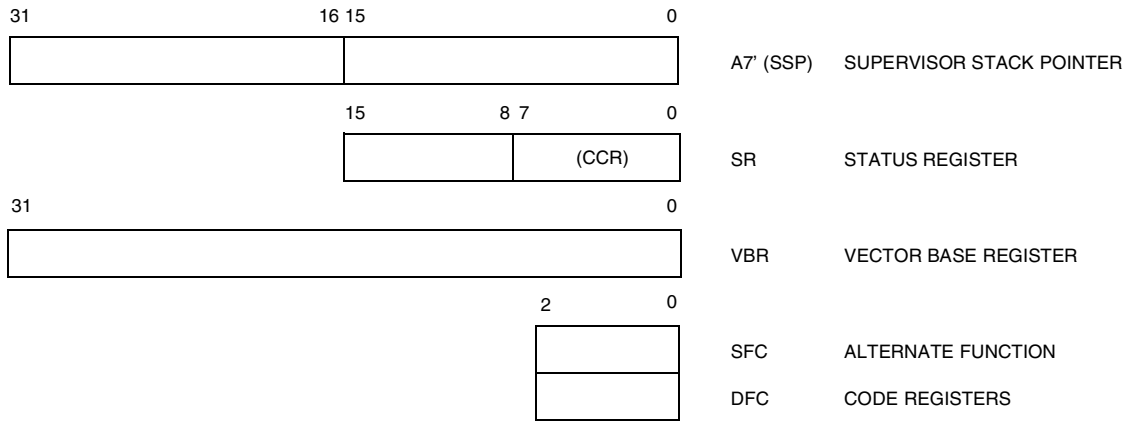 31 16 15 0
A7' (SSP) SUPERVISOR STACK POINTER
15 8 7 0
(CCR) SR STATUS REGISTER
31 0
VBR VECTOR BASE REGISTER
2 0
SFC ALTERNATE FUNCTION
DFC CODE REGISTERS